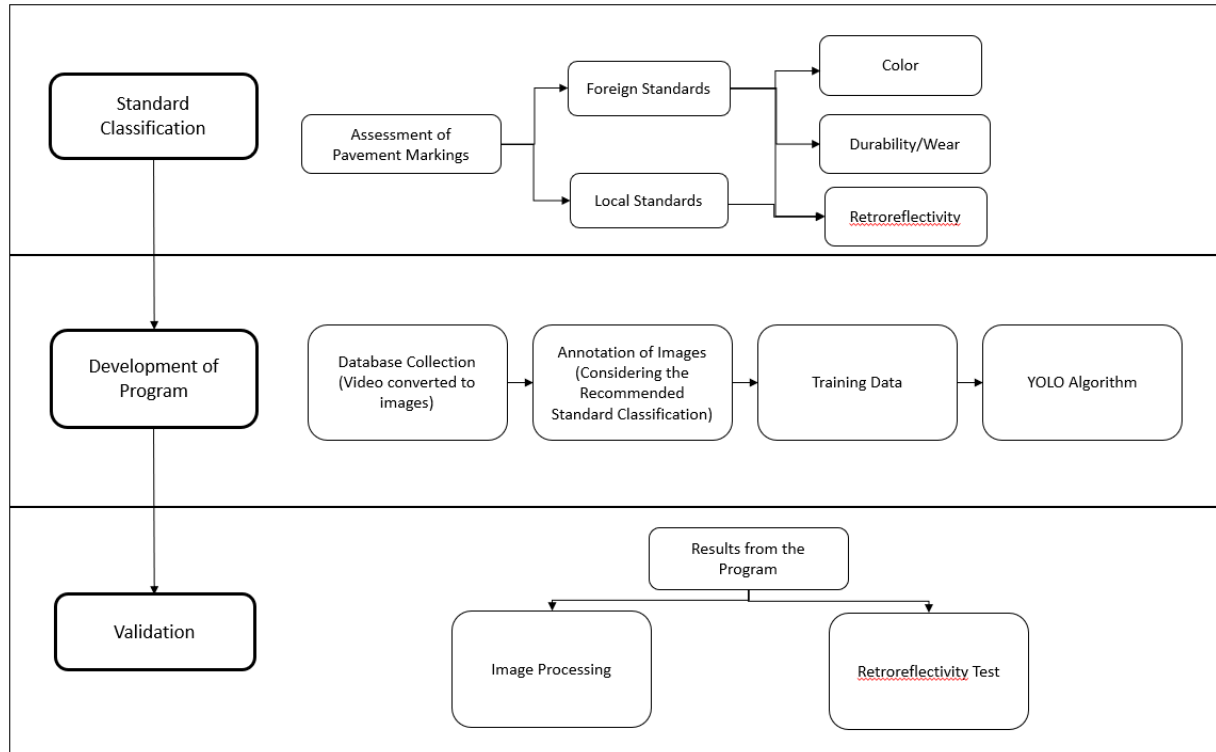 Standard
Classification
Assessment of
Pavement Markings
Foreign Standards
Local Standards
Color
Durability/Wear
Retroreflectivity
Development of
Program
Database Collection
(Video converted to
images)
Annotation of Images
(Considering the
Recommended
Standard Classification)
Training Data
YOLO Algorithm
Validation
Results from the
Program
Image Processing
Retroreflectivity Test